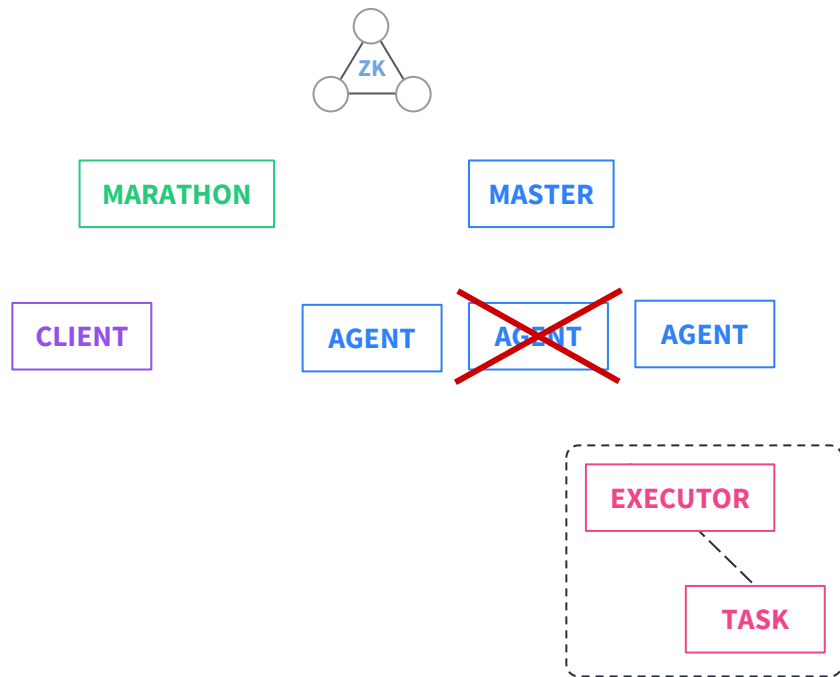 ZK
MARATHON
MASTER
CLIENT
AGENT
AGENT
AGENT
EXECUTOR
TASK